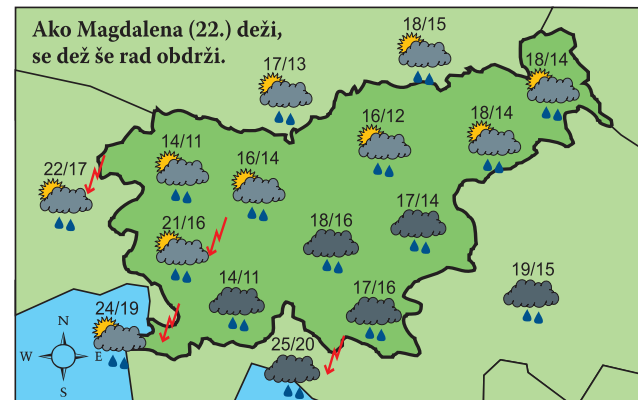 Ako Magdalena (22.) deži,
se dež še rad obdrži.
18/15
17/13
18/14
14/11
16/12
18/14
22/17
16/14
21/16
18/16
17/14
14/11
17/16
19/15
24/19
25/20
N
W
E
S